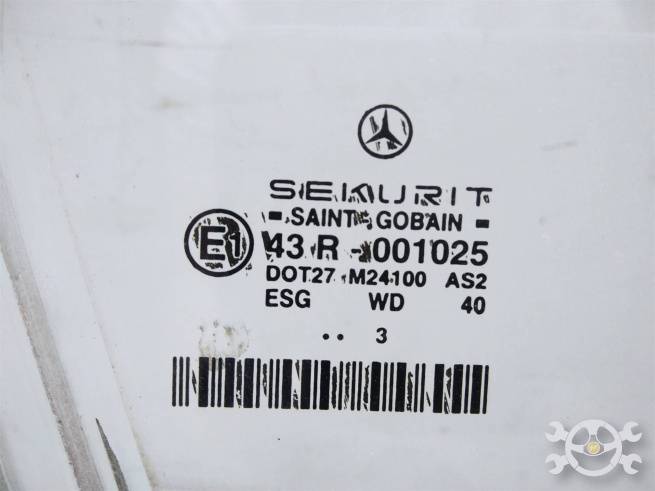 SEKURIT
SAINT-GOBAIN
E1
43 R - 001025
DOT27 M24100 AS2
ESG WD 40
.. 3